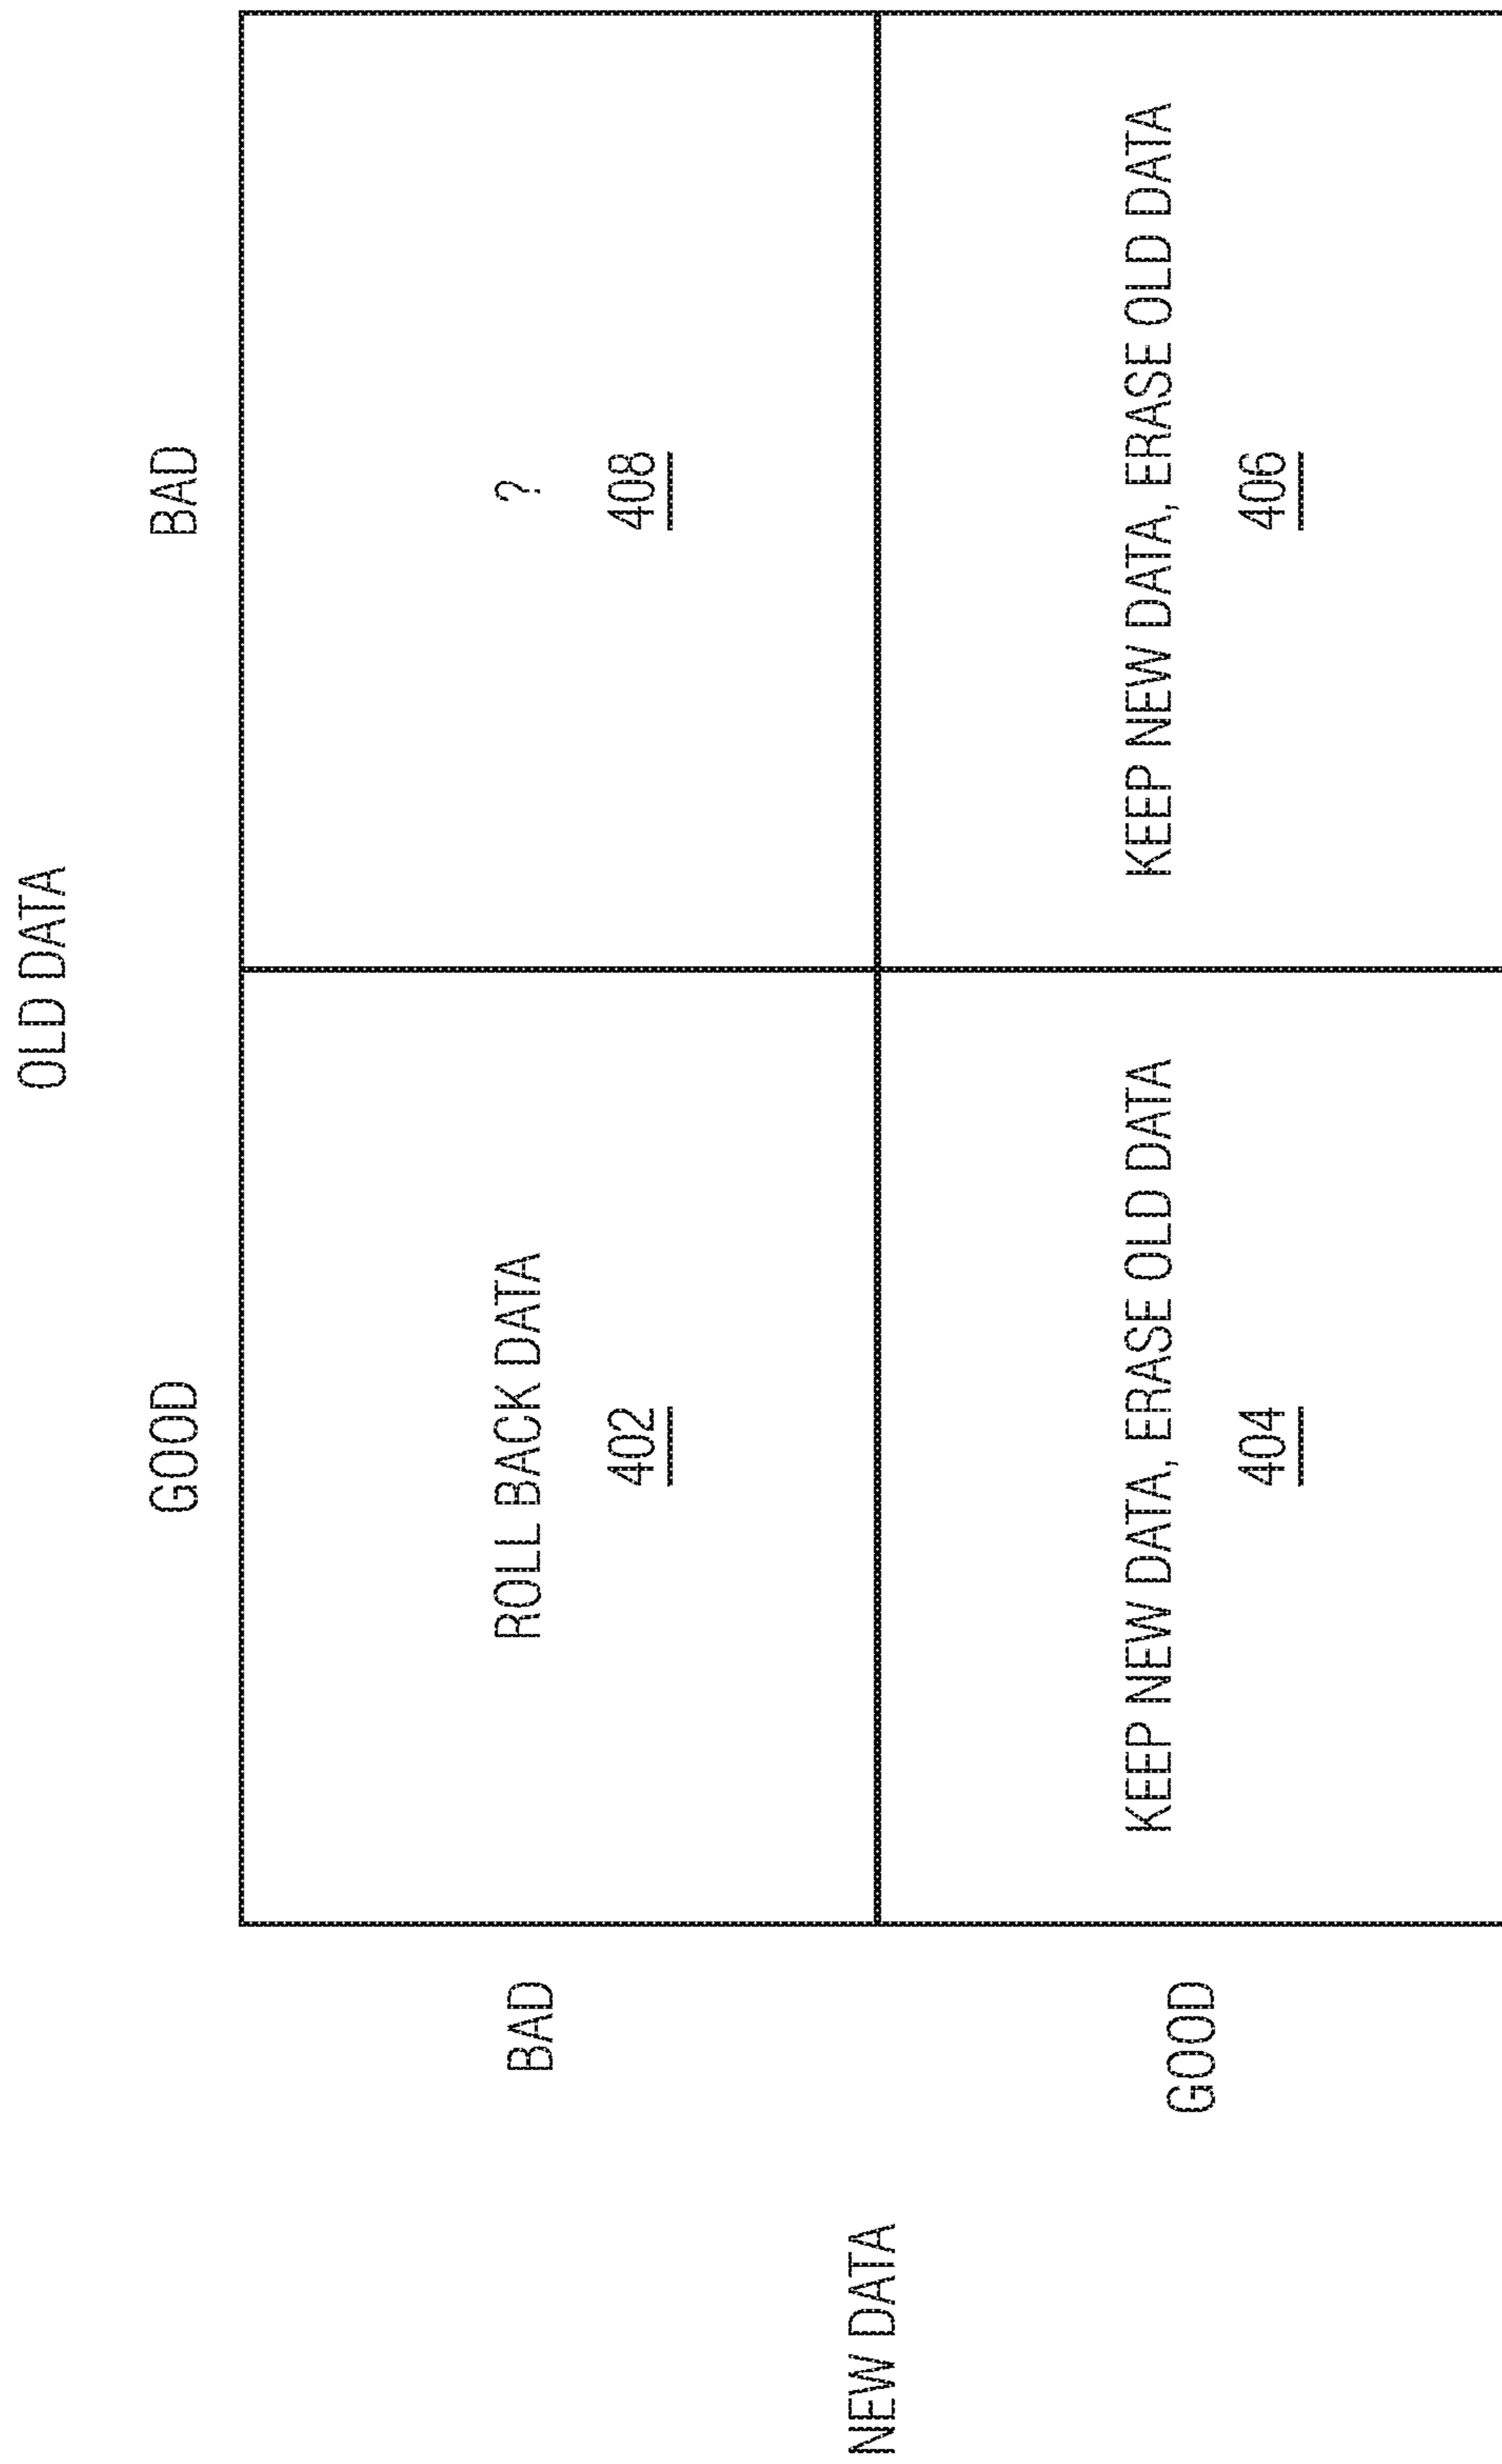 OLD DATA
GOOD
BAD
NEW DATA
BAD
ROLL BACK DATA
402
?
408
GOOD
KEEP NEW DATA, ERASE OLD DATA
404
KEEP NEW DATA, ERASE OLD DATA
406